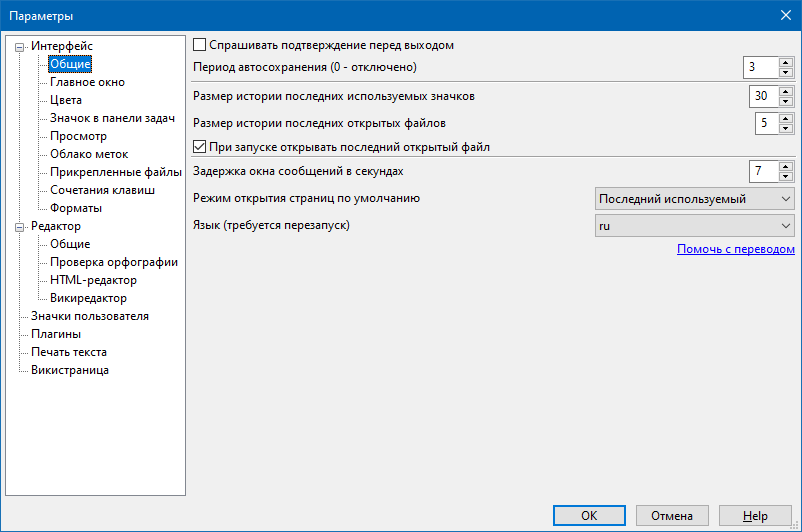 Параметры
Интерфейс
Общие
Главное окно
Цвета
Значок в панели задач
Просмотр
Облако меток
Прикрепленные файлы
Сочетания клавиш
Форматы
Редактор
Общие
Проверка орфографии
HTML-редактор
Викиредактор
Значки пользователя
Плагины
Печать текста
Викистраница
Спрашивать подтверждение перед выходом
Период автосохранения (0 - отключено) 3
Размер истории последних используемых значков 30
Размер истории последних открытых файлов 5
При запуске открывать последний открытый файл
Задержка окна сообщений в секундах 7
Режим открытия страниц по умолчанию Последний используемый
Язык (требуется перезапуск) ru
Помочь с переводом
OK Отмена Help